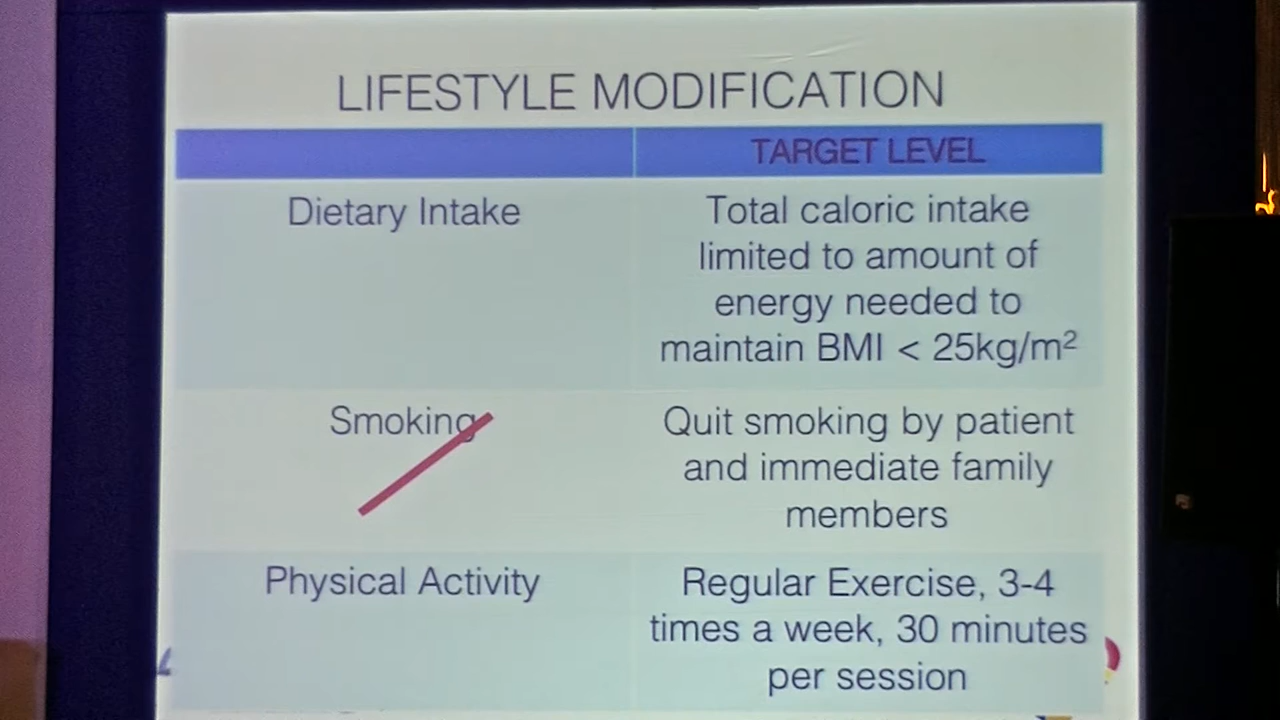 LIFESTYLE MODIFICATION
TARGET LEVEL
Dietary Intake
Total caloric intake
limited to amount of
energy needed to
maintain BMI < 25kg/m²
Smoking
Quit smoking by patient
and immediate family
members
Physical Activity
Regular Exercise, 3-4
times a week, 30 minutes
per session